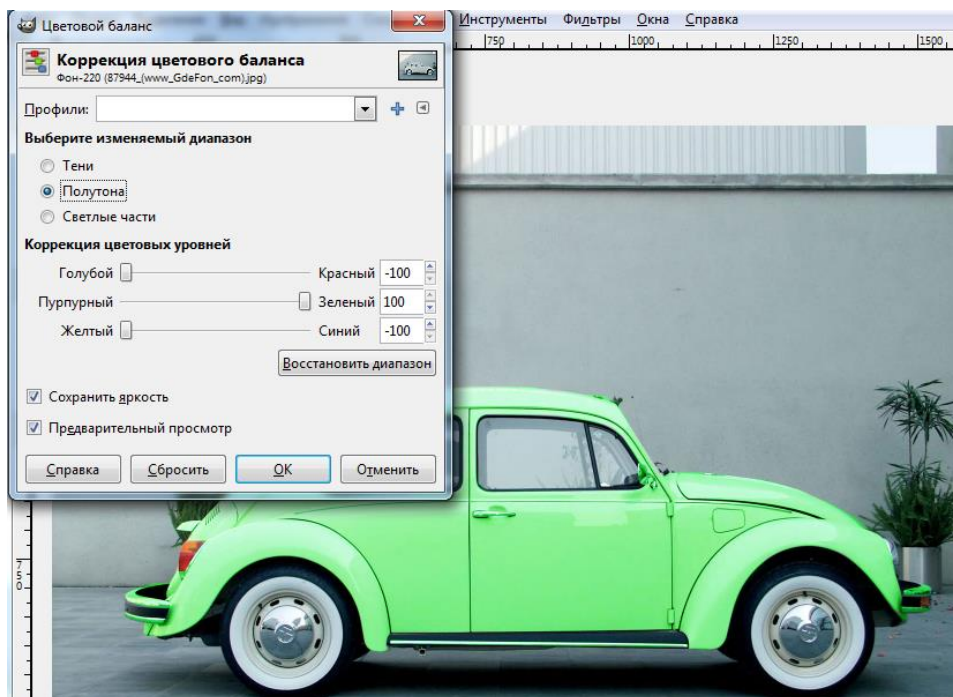 Цветовой баланс
Инструменты Фильтры Окна Справка
750 1000 1250 1500
Коррекция цветового баланса
Фон-220 (87944_(www_GdeFon_com).jpg)
Профили:
Выберите изменяемый диапазон
Тени
Полутона
Светлые части
Коррекция цветовых уровней
Голубой Красный -100
Пурпурный Зеленый 100
Желтый Синий -100
Восстановить диапазон
Сохранить яркость
Предварительный просмотр
Справка Сбросить OK Отменить
750